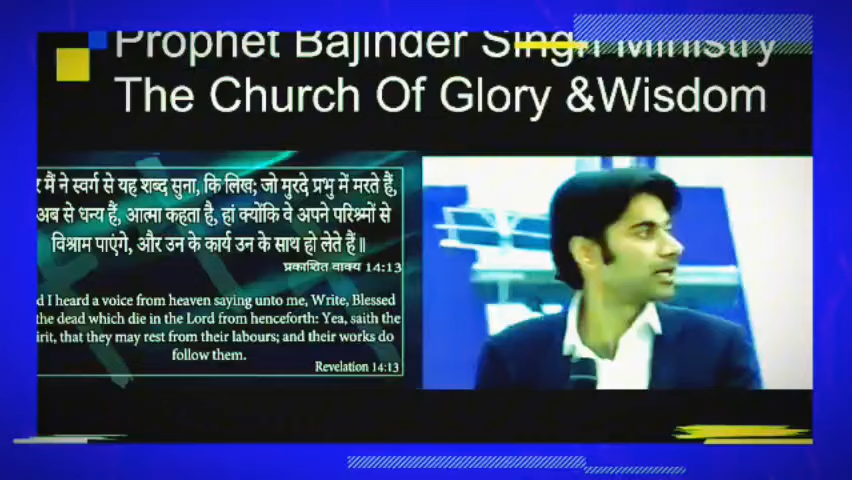 Prophet Bajinder Singh Ministry
The Church Of Glory &Wisdom
मैं ने स्वर्ग से यह शब्द सुना, कि लिख; जो मुरदे प्रभु में मरते हैं,
अब से धन्य हैं, आत्मा कहता है, हां क्योंकि वे अपने परिश्र्मों से
विश्राम पाएंगे, और उन के कार्य उन के साथ हो लेते हैं॥
प्रकाशित वाक्य 14:13
d I heard a voice from heaven saying unto me, Write, Blessed
the dead which die in the Lord from henceforth: Yea, saith the
irit, that they may rest from their labours; and their works do
follow them.
Revelation 14:13